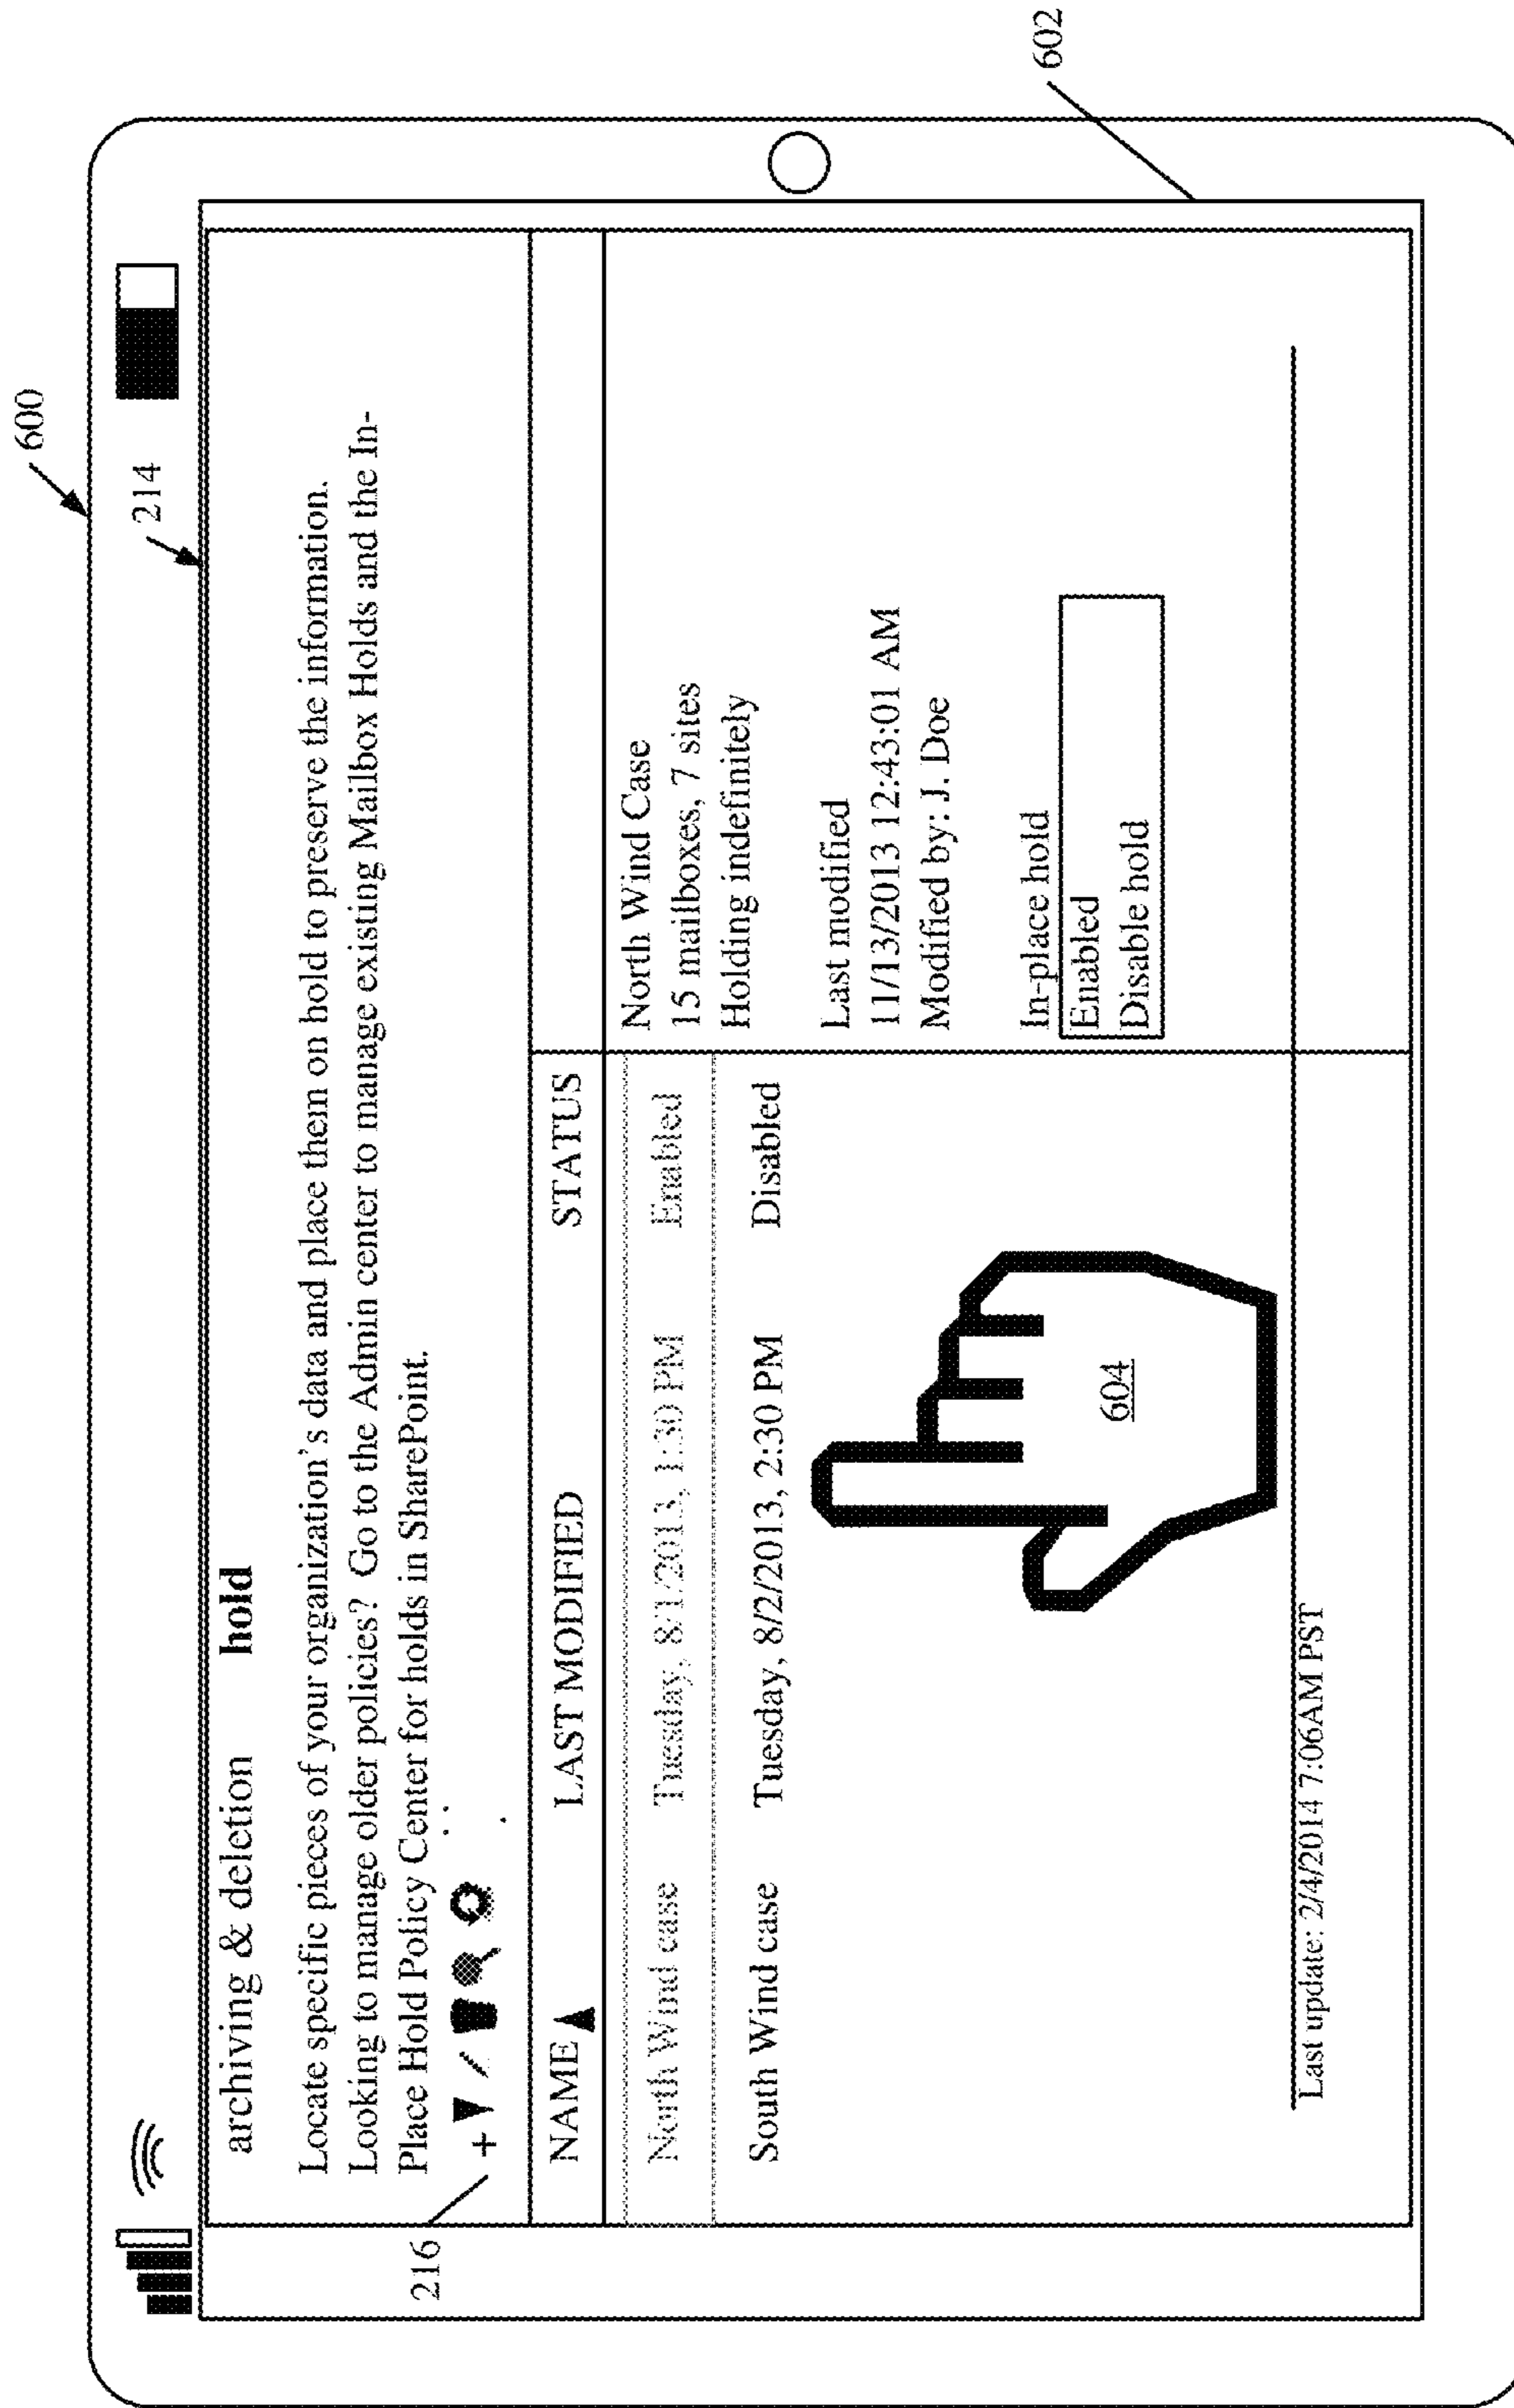 600
214
archiving & deletion hold
Locate specific pieces of your organization's data and place them on hold to preserve the information.
Looking to manage older policies? Go to the Admin center to manage existing Mailbox Holds and the In-
Place Hold Policy Center for holds in SharePoint.
216
+
NAME LAST MODIFIED STATUS
North Wind case Tuesday, 8/1/2013, 1:30 PM Enabled
South Wind case Tuesday, 8/2/2013, 2:30 PM Disabled
North Wind Case
15 mailboxes, 7 sites
Holding indefinitely
Last modified
11/13/2013 12:43:01 AM
Modified by: J. Doe
In-place hold
Enabled
Disable hold
604
Last update: 2/4/2014 7:06AM PST
602